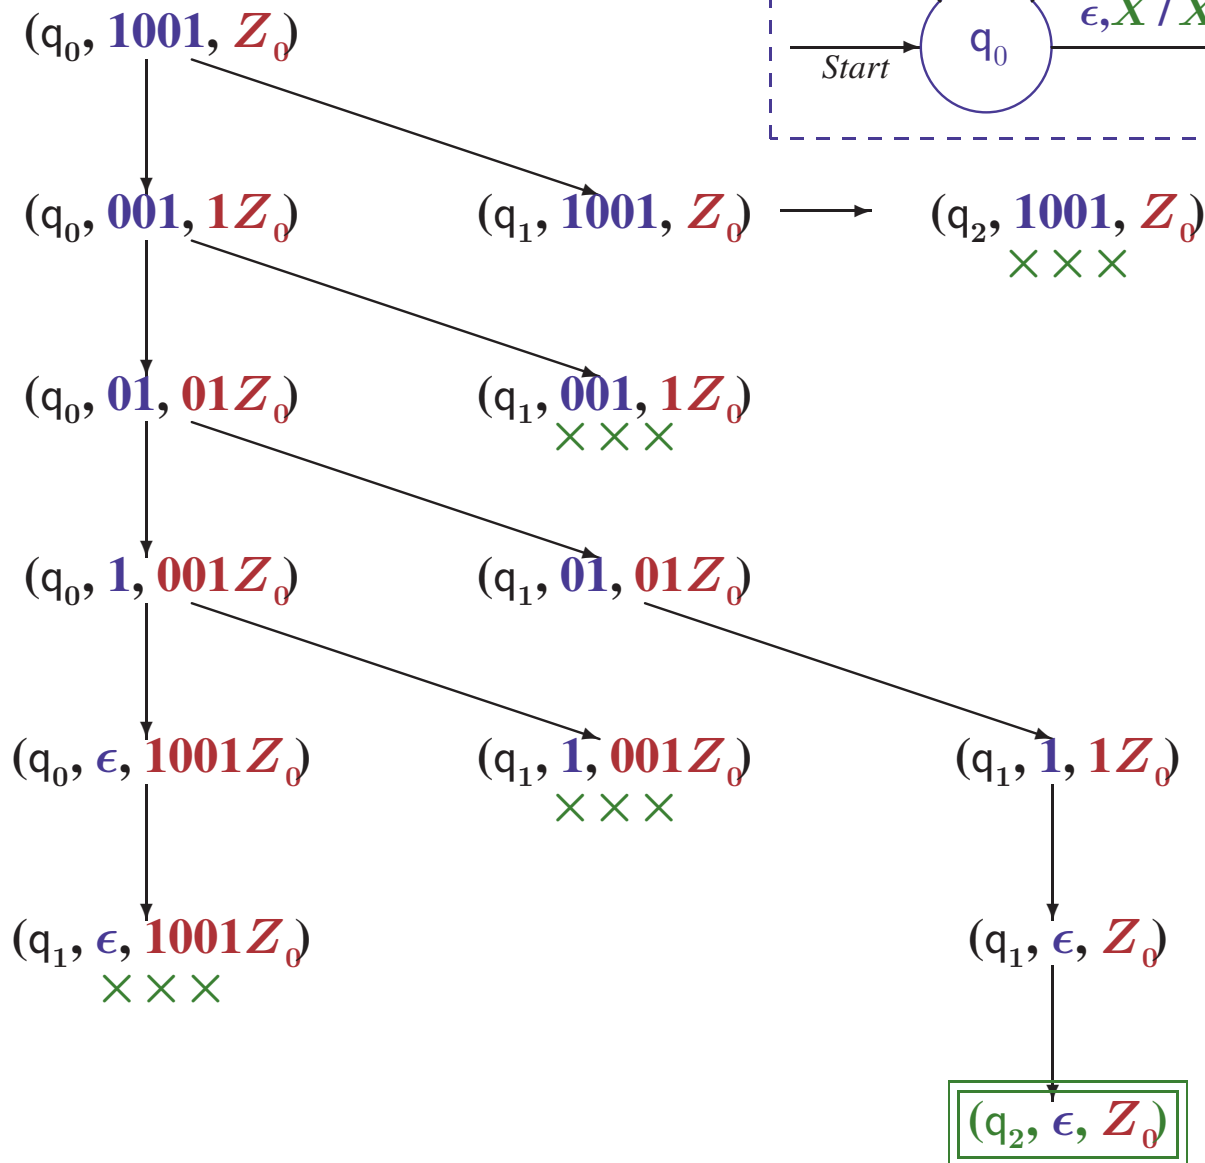 (q₀, 1001, Z₀) ϵ,X / X
Start q₀
(q₀, 001, 1Z₀) (q₁, 1001, Z₀) (q₂, 1001, Z₀)
× × ×
(q₀, 01, 01Z₀) (q₁, 001, 1Z₀)
× × ×
(q₀, 1, 001Z₀) (q₁, 01, 01Z₀)
(q₀, ϵ, 1001Z₀) (q₁, 1, 001Z₀) (q₁, 1, 1Z₀)
× × ×
(q₁, ϵ, 1001Z₀) (q₁, ϵ, Z₀)
× × ×
(q₂, ϵ, Z₀)